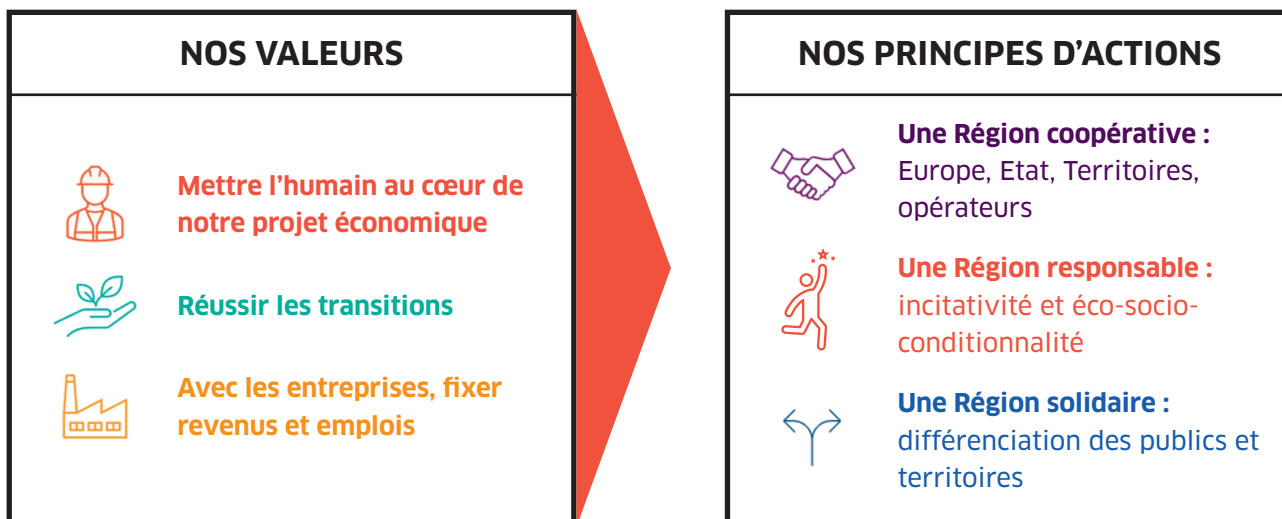 NOS VALEURS
Mettre l'humain au cœur de
notre projet économique
Réussir les transitions
Avec les entreprises, fixer
revenus et emplois
NOS PRINCIPES D'ACTIONS
Une Région coopérative :
Europe, Etat, Territoires,
opérateurs
Une Région responsable :
incitativité et éco-socio-
conditionnalité
Une Région solidaire :
différenciation des publics et
territoires